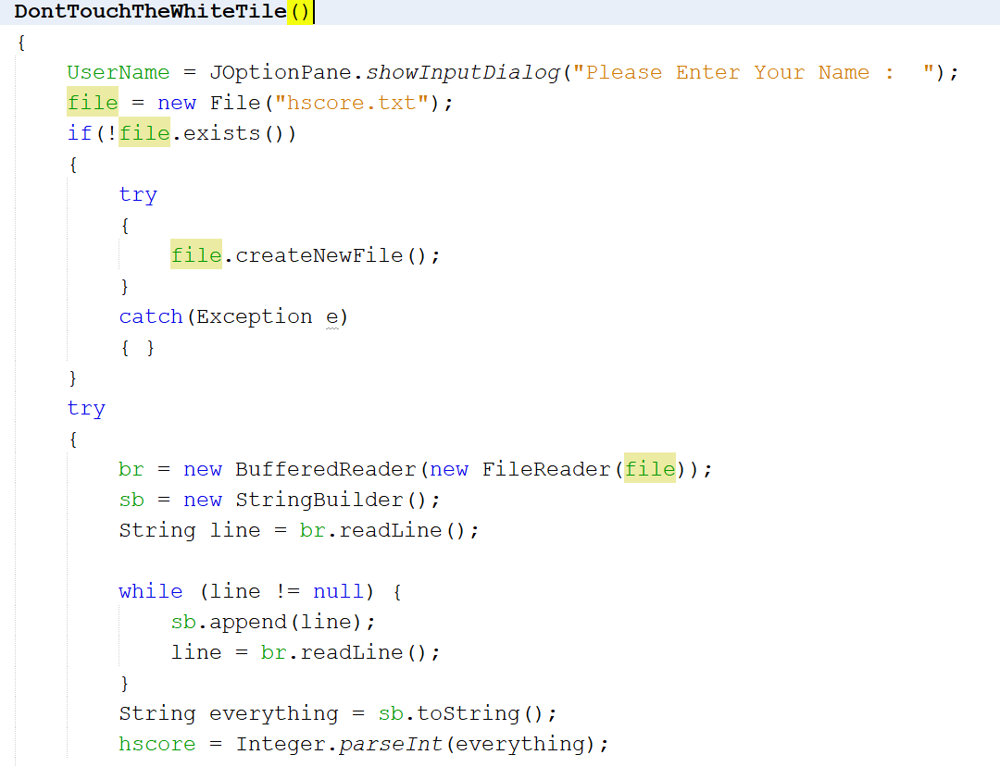 DontTouchTheWhiteTile()
{
    UserName = JOptionPane.showInputDialog("Please Enter Your Name :  ");
    file = new File("hscore.txt");
    if(!file.exists())
    {
        try
        {
            file.createNewFile();
        }
        catch(Exception e)
        { }
    }
    try
    {
        br = new BufferedReader(new FileReader(file));
        sb = new StringBuilder();
        String line = br.readLine();

        while (line != null) {
            sb.append(line);
            line = br.readLine();
        }
        String everything = sb.toString();
        hscore = Integer.parseInt(everything);